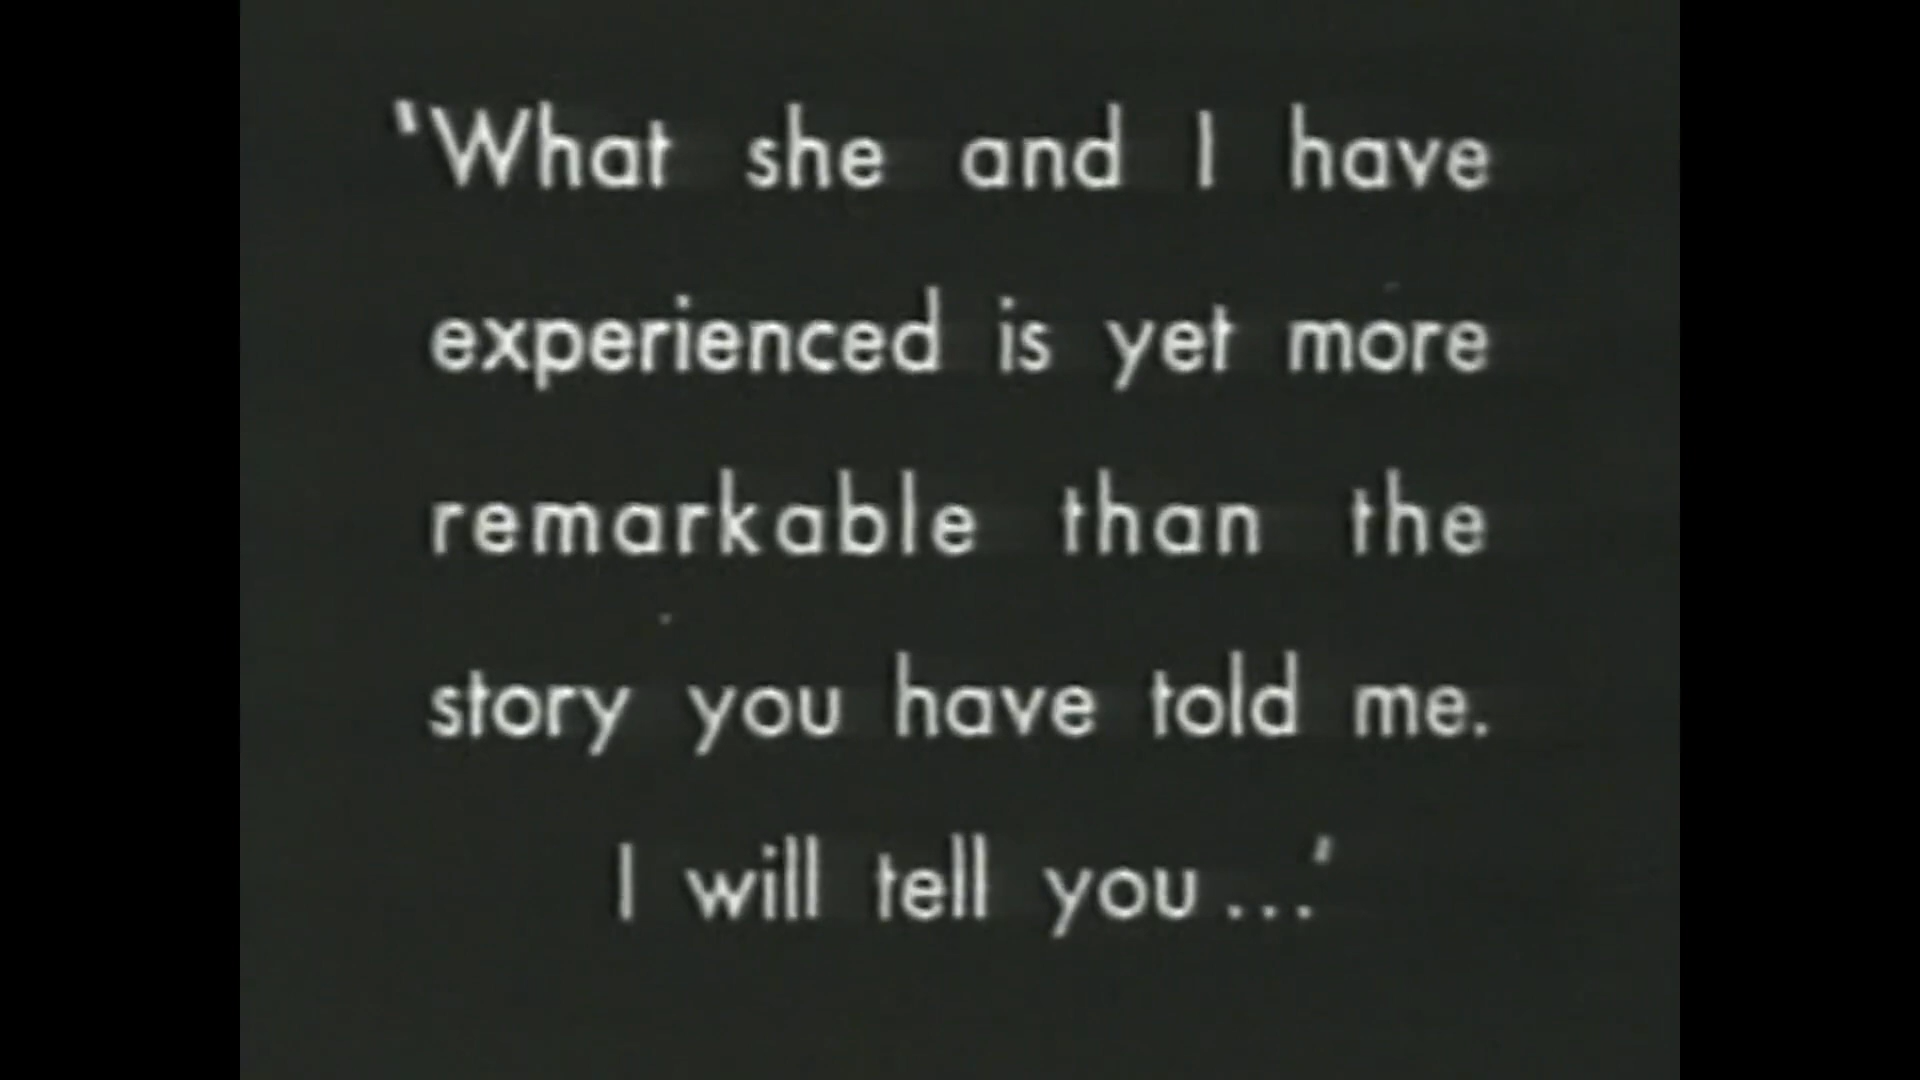 'What she and I have
experienced is yet more
remarkable than the
story you have told me.
I will tell you...'